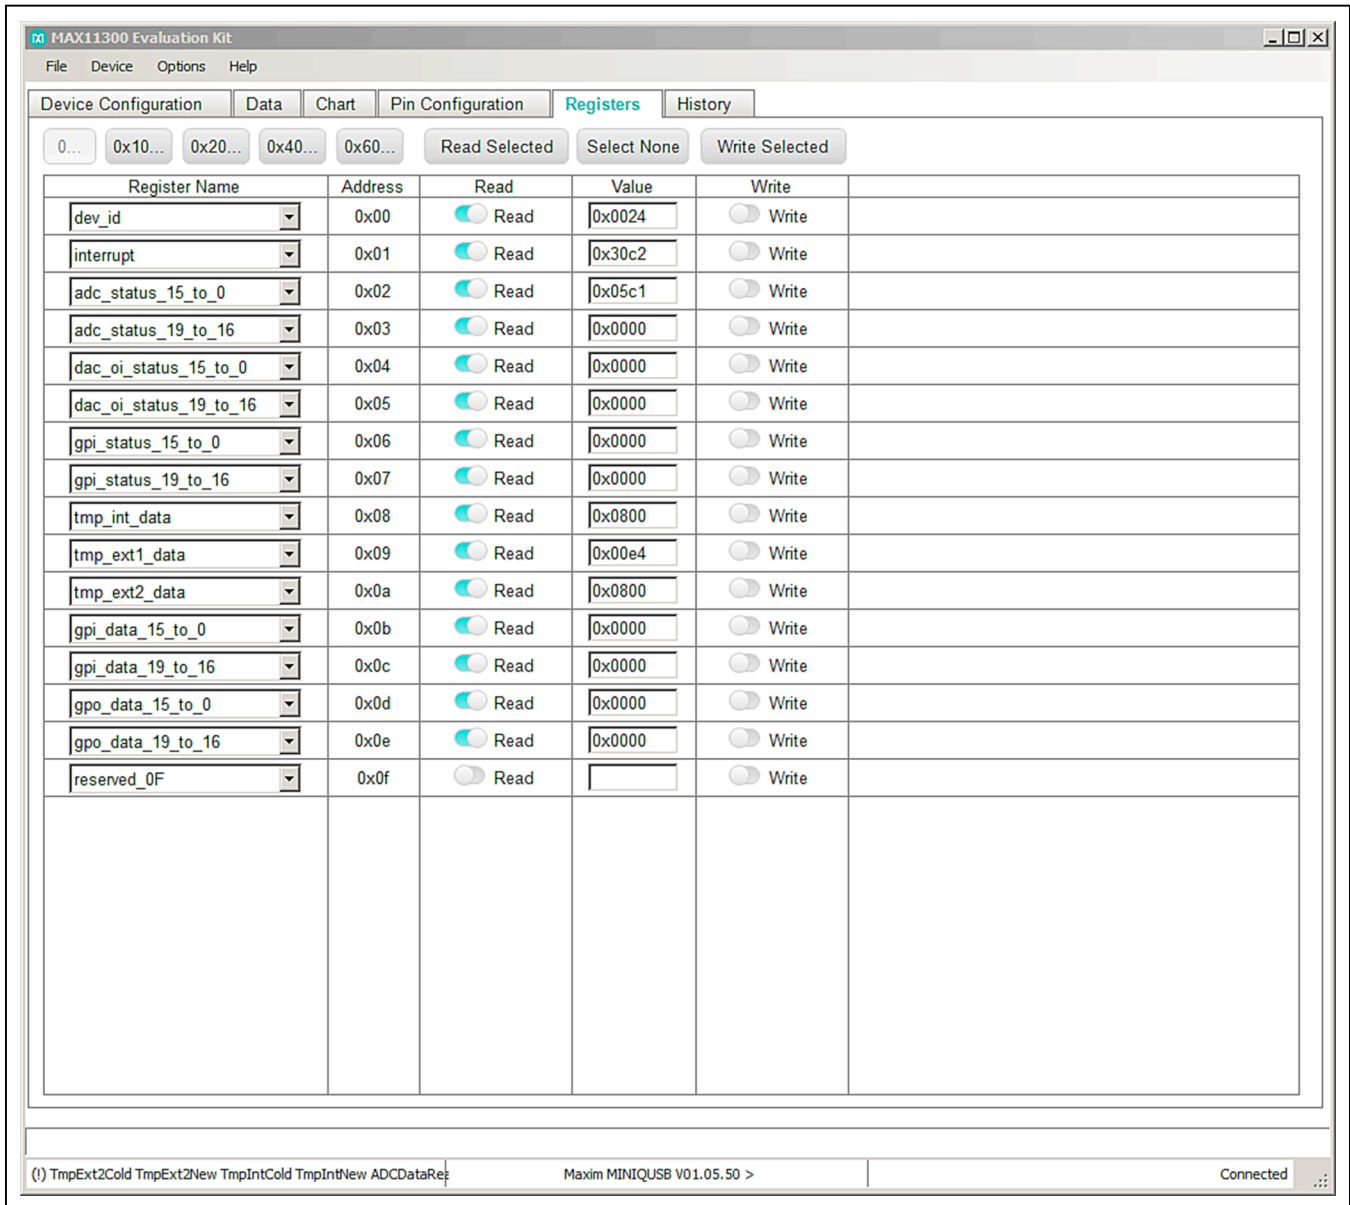 MAX11300 Evaluation Kit
File Device Options Help
Device Configuration Data Chart Pin Configuration Registers History
0... 0x10... 0x20... 0x40... 0x60... Read Selected Select None Write Selected
Register Name Address Read Value Write
dev_id 0x00 Read 0x0024 Write
interrupt 0x01 Read 0x30c2 Write
adc_status_15_to_0 0x02 Read 0x05c1 Write
adc_status_19_to_16 0x03 Read 0x0000 Write
dac_oi_status_15_to_0 0x04 Read 0x0000 Write
dac_oi_status_19_to_16 0x05 Read 0x0000 Write
gpi_status_15_to_0 0x06 Read 0x0000 Write
gpi_status_19_to_16 0x07 Read 0x0000 Write
tmp_int_data 0x08 Read 0x0800 Write
tmp_ext1_data 0x09 Read 0x00e4 Write
tmp_ext2_data 0x0a Read 0x0800 Write
gpi_data_15_to_0 0x0b Read 0x0000 Write
gpi_data_19_to_16 0x0c Read 0x0000 Write
gpo_data_15_to_0 0x0d Read 0x0000 Write
gpo_data_19_to_16 0x0e Read 0x0000 Write
reserved_0F 0x0f Read Write
(!) TmpExt2Cold TmpExt2New TmpIntCold TmpIntNew ADCDataRea Maxim MINIQUSB V01.05.50 > Connected